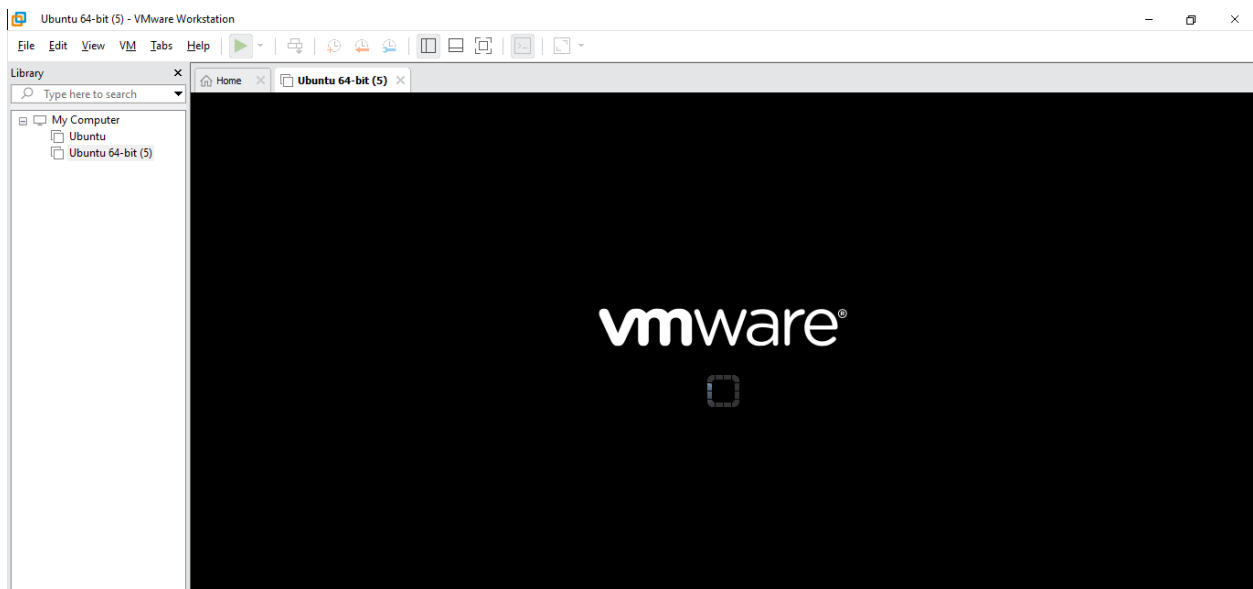 Ubuntu 64-bit (5) - VMware Workstation
File Edit View VM Tabs Help
Library
Home
Ubuntu 64-bit (5)
Type here to search
My Computer
Ubuntu
Ubuntu 64-bit (5)
vmware®